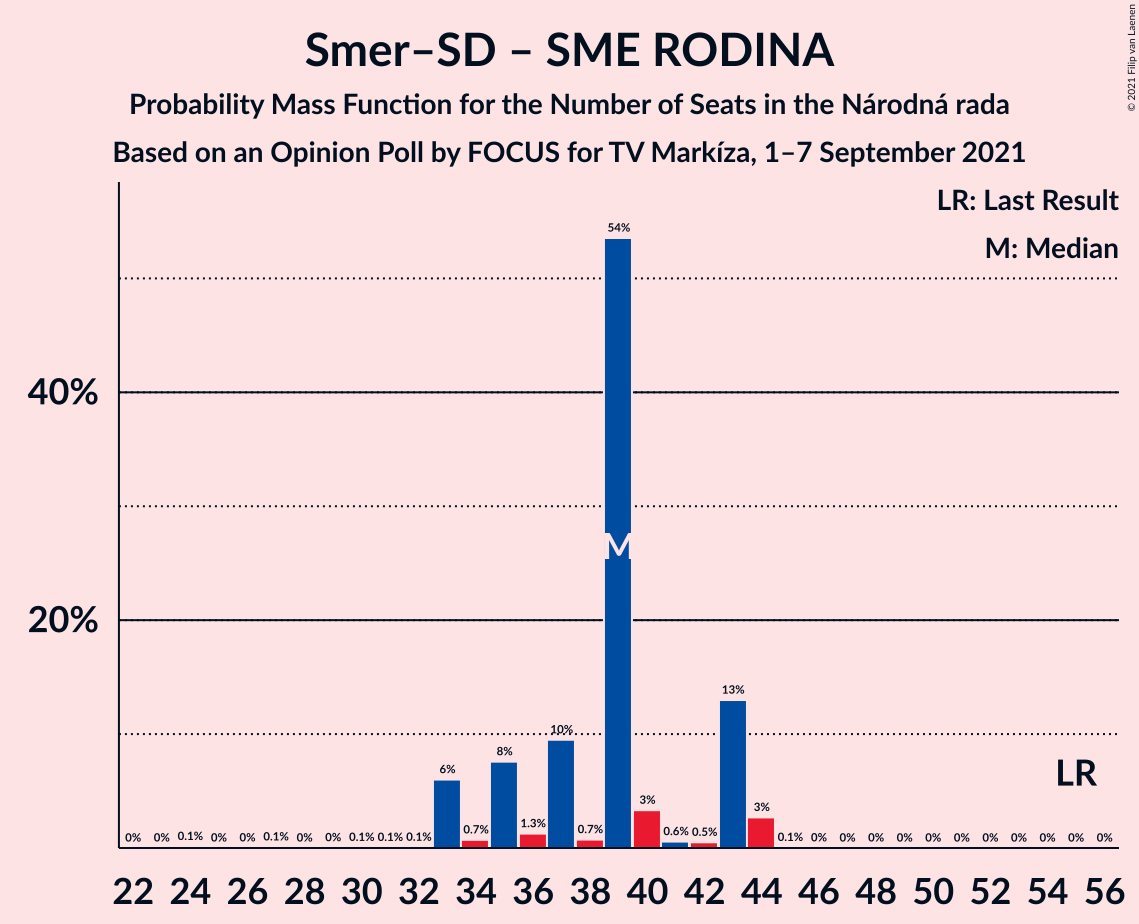 Smer–SD – SME RODINA
Probability Mass Function for the Number of Seats in the Národná rada
Based on an Opinion Poll by FOCUS for TV Markíza, 1–7 September 2021
© 2021 Filip van Laenen
LR: Last Result
M: Median
54%
40%
M
20%
13%
10%
8%
6%
LR
3%
3%
0% 0% 0.1% 0% 0% 0.1% 0% 0% 0.1% 0.1% 0.1% 0.7% 1.3% 0.7% 0.6% 0.5% 0.1% 0% 0% 0% 0% 0% 0% 0% 0% 0% 0% 0%
22 24 26 28 30 32 34 36 38 40 42 44 46 48 50 52 54 56